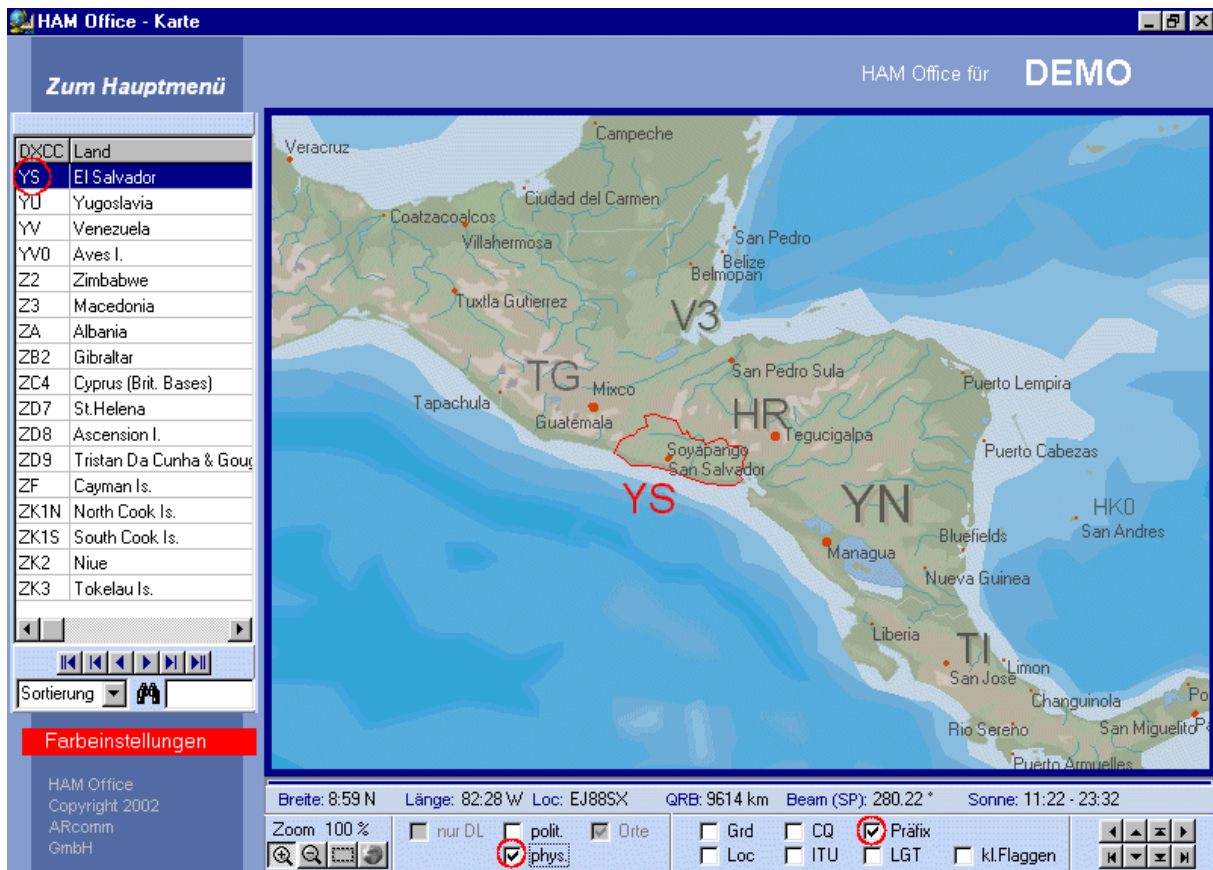 HAM Office - Karte
Zum Hauptmenü
HAM Office für DEMO
DXCC Land
YS El Salvador
YU Yugoslavia
YV Venezuela
YV0 Aves I.
Z2 Zimbabwe
Z3 Macedonia
ZA Albania
ZB2 Gibraltar
ZC4 Cyprus (Brit. Bases)
ZD7 St.Helena
ZD8 Ascension I.
ZD9 Tristan Da Cunha & Goug
ZF Cayman Is.
ZK1N North Cook Is.
ZK1S South Cook Is.
ZK2 Niue
ZK3 Tokelau Is.
Sortierung
Farbeinstellungen
HAM Office
Copyright 2002
ARcomm
GmbH
Campeche
Veracruz
Ciudad del Carmen
Coatzacoalcos
Villahermosa
San Pedro
Belize
Belmopan
Tuxtla Gutierrez
V3
TG
Mixco
San Pedro Sula
Puerto Lempira
Tapachula
Guatemala
HR
Tegucigalpa
Soyapango
San Salvador
Puerto Cabezas
YS
YN
HK0
San Andres
Bluefields
Managua
Nueva Guinea
Liberia
TI
Limon
San José
Changuinola
Po
Rio Sereno
San Miguelito
Pa
Puerto Armuelles
Breite: 8:59 N Länge: 82:28 W Loc: EJ88SX QRB: 9614 km Beam (SP): 280.22 ° Sonne: 11:22 - 23:32
Zoom 100 % nur DL polit. Orte Grd CQ Präfix
phys. Loc ITU LGT kl.Flaggen